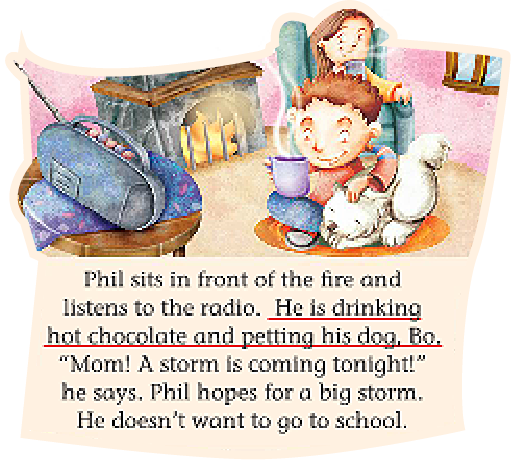 Phil sits in front of the fire and
listens to the radio. He is drinking
hot chocolate and petting his dog, Bo.
“Mom! A storm is coming tonight!”
he says. Phil hopes for a big storm.
He doesn’t want to go to school.